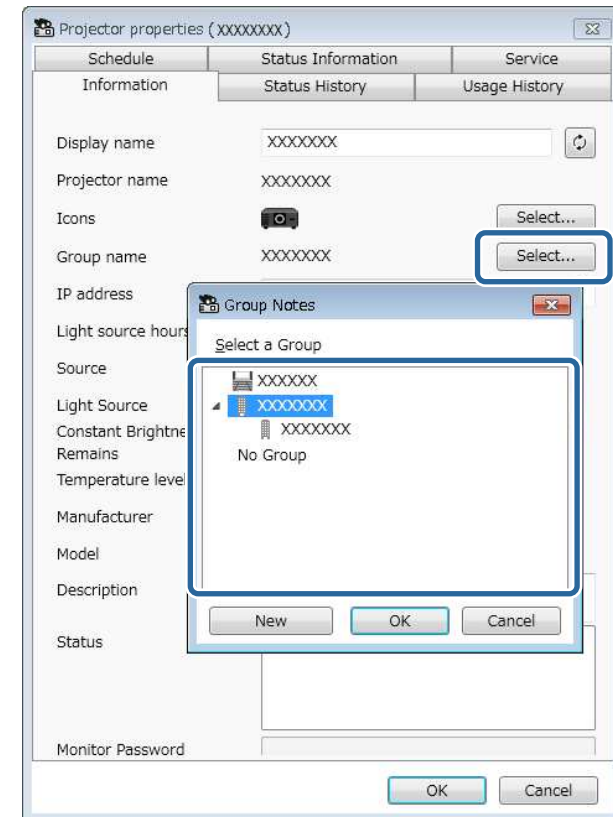 Projector properties (XXXXXXXX)
Schedule Status Information Service
Information Status History Usage History
Display name XXXXXXX
Projector name XXXXXXX
Icons Select...
Group name XXXXXXX Select...
IP address
Light source hours
Source
Light Source
Constant Brightne
Remains
Temperature level
Manufacturer
Model
Description
Status
Monitor Password
Group Notes
Select a Group
XXXXXX
XXXXXXX
XXXXXXX
No Group
New OK Cancel
OK Cancel